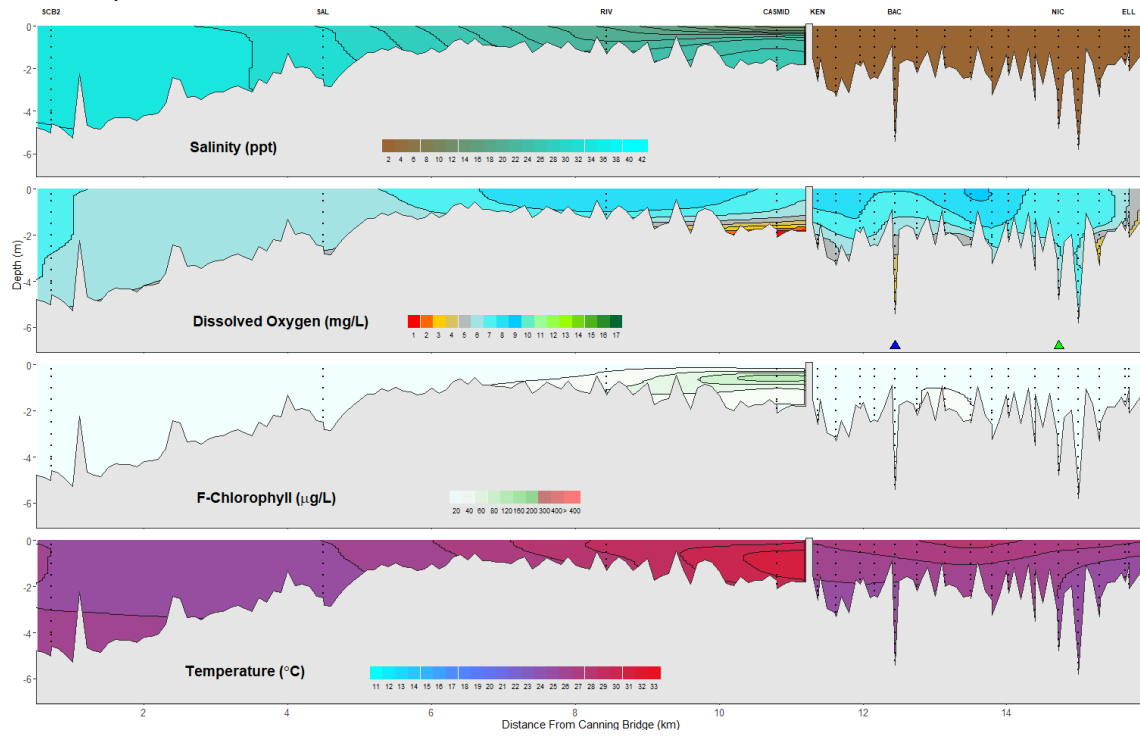 SCB2 SAL RIV CASMID KEN BAC NIC ELL
0
-2
-4
-6
Salinity (ppt)
2 4 6 8 10 12 14 16 18 20 22 24 26 28 30 32 34 36 38 40 42
0
-2
-4
-6
Depth (m)
Dissolved Oxygen (mg/L)
1 2 3 4 5 6 7 8 9 10 11 12 13 14 15 16 17
0
-2
-4
-6
F-Chlorophyll (µg/L)
20 40 60 80 120 160 200 300 400 > 400
0
-2
-4
-6
Temperature (°C)
11 12 13 14 15 16 17 18 19 20 21 22 23 24 25 26 27 28 29 30 31 32 33
2 4 6 8 10 12 14
Distance From Canning Bridge (km)